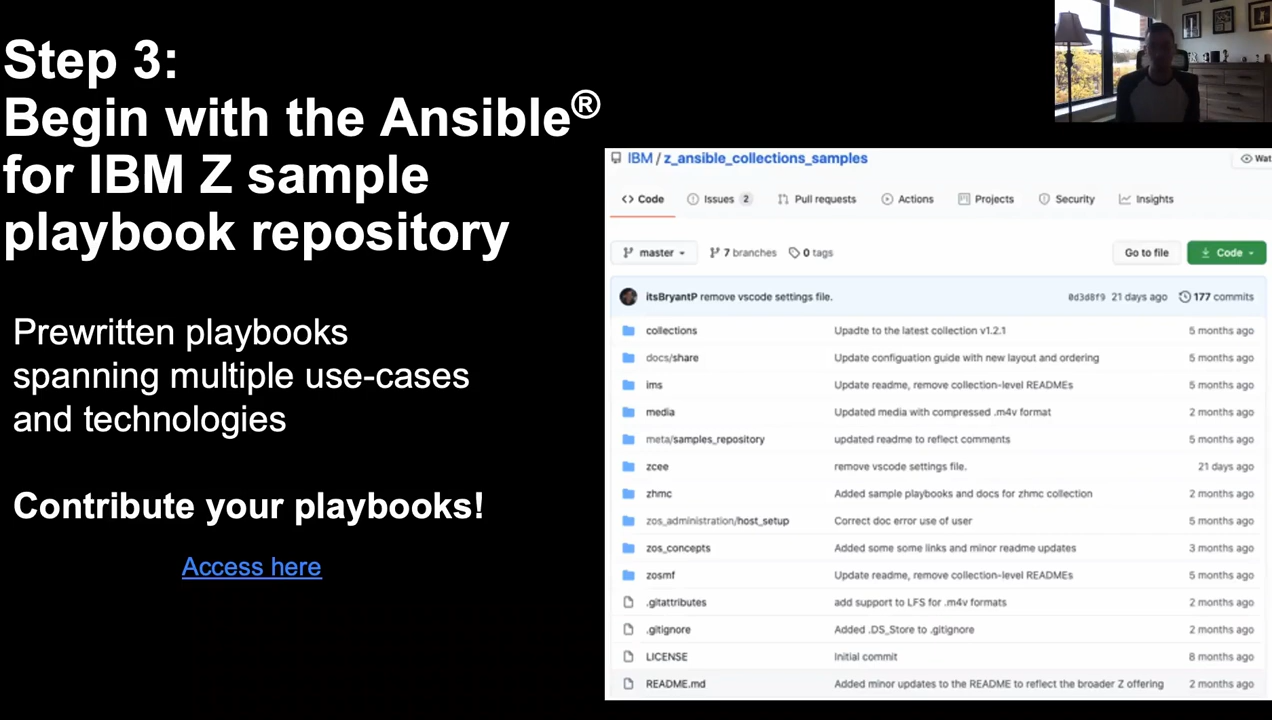 Step 3:
Begin with the Ansible®
for IBM Z sample
playbook repository
Prewritten playbooks
spanning multiple use-cases
and technologies
Contribute your playbooks!
Access here
IBM / z_ansible_collections_samples
Wat
Code Issues 2 Pull requests Actions Projects Security Insights
master 7 branches 0 tags Go to file Code
itsBryantP remove vscode settings file. 0d3d8f9 21 days ago 177 commits
collections Upadte to the latest collection v1.2.1 5 months ago
docs/share Update configuation guide with new layout and ordering 5 months ago
ims Update readme, remove collection-level READMEs 5 months ago
media Updated media with compressed .m4v format 2 months ago
meta/samples_repository updated readme to reflect comments 5 months ago
zcee remove vscode settings file. 21 days ago
zhmc Added sample playbooks and docs for zhmc collection 2 months ago
zos_administration/host_setup Correct doc error use of user 5 months ago
zos_concepts Added some some links and minor readme updates 3 months ago
zosmf Update readme, remove collection-level READMEs 5 months ago
.gitattributes add support to LFS for .m4v formats 2 months ago
.gitignore Added .DS_Store to .gitignore 2 months ago
LICENSE Initial commit 8 months ago
README.md Added minor updates to the README to reflect the broader Z offering 2 months ago